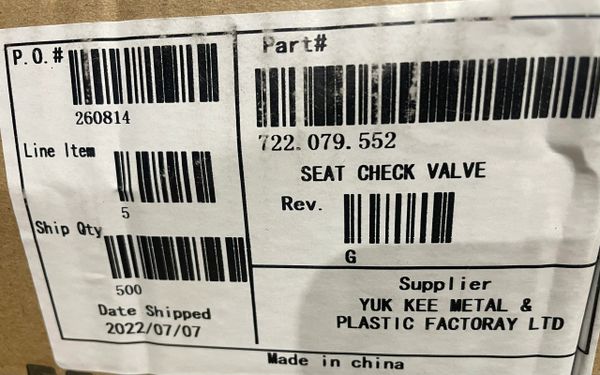 P.O.#
260814
Line Item
5
Ship Qty
500
Date Shipped
2022/07/07
Part#
722.079.552
SEAT CHECK VALVE
Rev.
G
Supplier
YUK KEE METAL &
PLASTIC FACTORAY LTD
Made in china